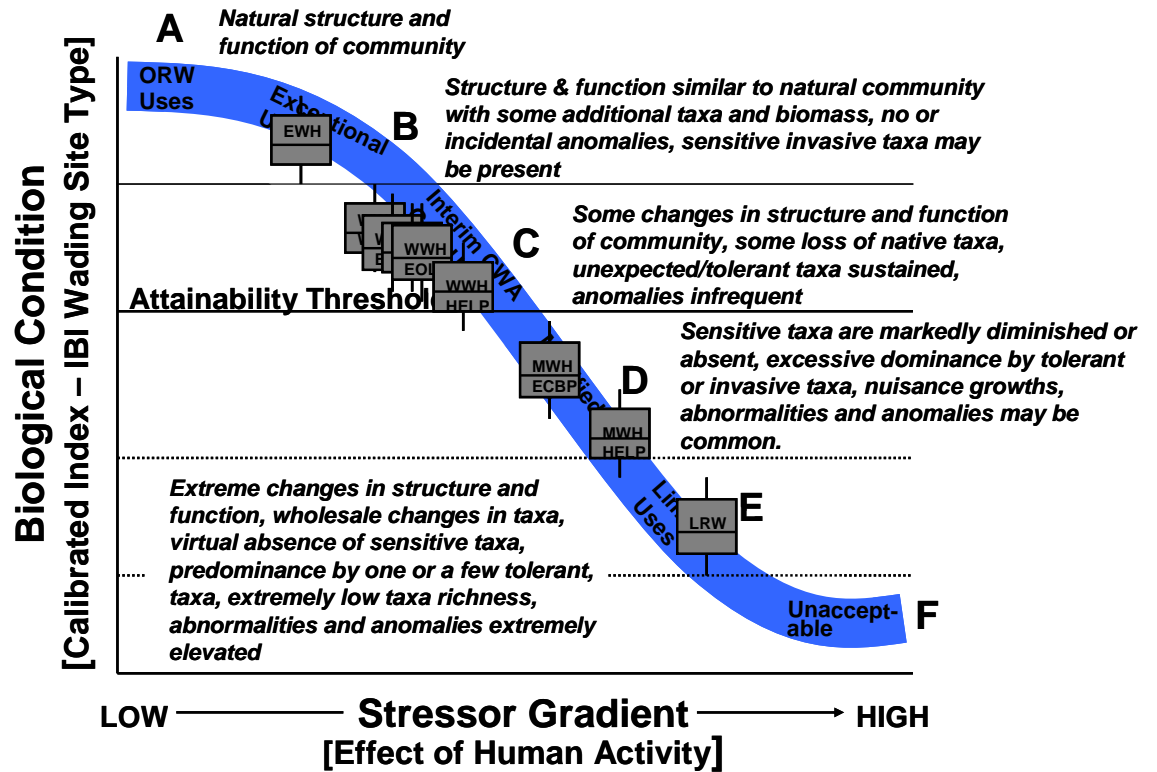 A
Natural structure and
function of community
ORW
Uses
Exceptional
EWH
B
Structure & function similar to natural community
with some additional taxa and biomass, no or
incidental anomalies, sensitive invasive taxa may
be present
Interim CWA
C
Some changes in structure and function
of community, some loss of native taxa,
unexpected/tolerant taxa sustained,
anomalies infrequent
WWH
WWH
HELP
Attainability
Sensitive taxa are markedly diminished or
absent, excessive dominance by tolerant
or invasive taxa, nuisance growths,
abnormalities and anomalies may be
common.
MWH
ECBP
D
MWH
HELP
Extreme changes in structure and
function, wholesale changes in taxa,
virtual absence of sensitive taxa,
predominance by one or a few tolerant,
taxa, extremely low taxa richness,
abnormalities and anomalies extremely
elevated
Uses
LRW
E
Unaccept-
able
F
Biological Condition
[Calibrated Index – IBI Wading Site Type]
LOW
Stressor Gradient
HIGH
[Effect of Human Activity]